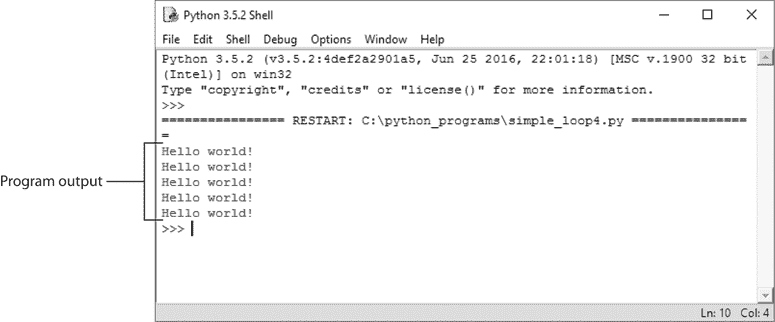 Python 3.5.2 Shell
File Edit Shell Debug Options Window Help
Python 3.5.2 (v3.5.2:4def2a2901a5, Jun 25 2016, 22:01:18) [MSC v.1900 32 bit
(Intel)] on win32
Type "copyright", "credits" or "license()" for more information.
>>>
================ RESTART: C:\python_programs\simple_loop4.py ===============
=
Hello world!
Hello world!
Hello world!
Hello world!
Hello world!
>>>
Program output
Ln: 10 Col: 4